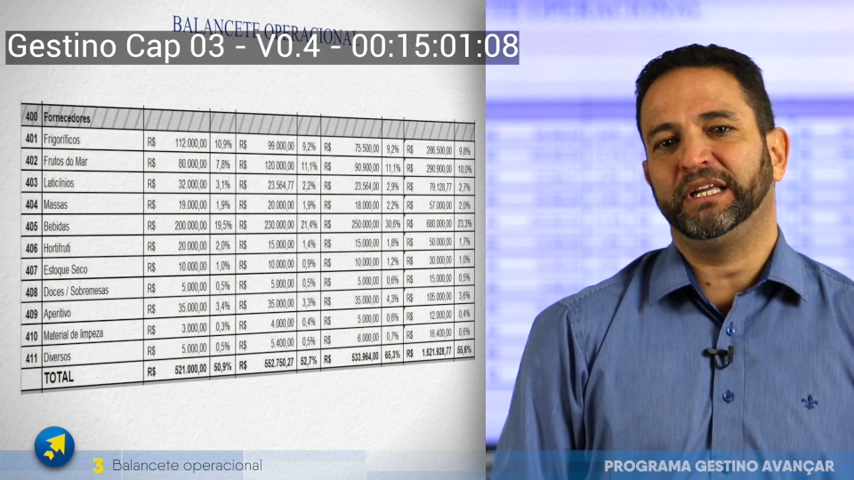 BALANCETE OPERACIONAL
Gestino Cap 03 - V0.4 - 00:15:01:08
400 Fornecedores
401 Frigoríficos R$ 112.000,00 10,9% R$ 99.000,00 9,2% R$ 75.500,00 9,2% R$ 286.500,00 9,8%
402 Frutos do Mar R$ 80.000,00 7,8% R$ 120.000,00 11,1% R$ 90.900,00 11,1% R$ 290.900,00 10,0%
403 Laticínios R$ 32.000,00 3,1% R$ 23.564,77 2,2% R$ 23.564,00 2,9% R$ 79.128,77 2,7%
404 Massas R$ 19.000,00 1,9% R$ 20.000,00 1,9% R$ 18.000,00 2,2% R$ 57.000,00 2,0%
405 Bebidas R$ 200.000,00 19,5% R$ 230.000,00 21,4% R$ 250.000,00 30,6% R$ 680.000,00 23,3%
406 Hortifruti R$ 20.000,00 2,0% R$ 15.000,00 1,4% R$ 15.000,00 1,8% R$ 50.000,00 1,7%
407 Estoque Seco R$ 10.000,00 1,0% R$ 10.000,00 0,9% R$ 10.000,00 1,2% R$ 30.000,00 1,0%
408 Doces / Sobremesas R$ 5.000,00 0,5% R$ 5.000,00 0,5% R$ 5.000,00 0,6% R$ 15.000,00 0,5%
409 Aperitivo R$ 35.000,00 3,4% R$ 35.000,00 3,3% R$ 35.000,00 4,3% R$ 105.000,00 3,6%
410 Material de limpeza R$ 3.000,00 0,3% R$ 4.000,00 0,4% R$ 5.000,00 0,6% R$ 12.000,00 0,4%
411 Diversos R$ 5.000,00 0,5% R$ 5.400,00 0,5% R$ 6.000,00 0,7% R$ 16.400,00 0,6%
TOTAL R$ 521.000,00 50,9% R$ 552.750,27 52,7% R$ 533.964,00 65,3% R$ 1.621.928,77 55,6%
3 Balancete operacional
PROGRAMA GESTINO AVANÇAR